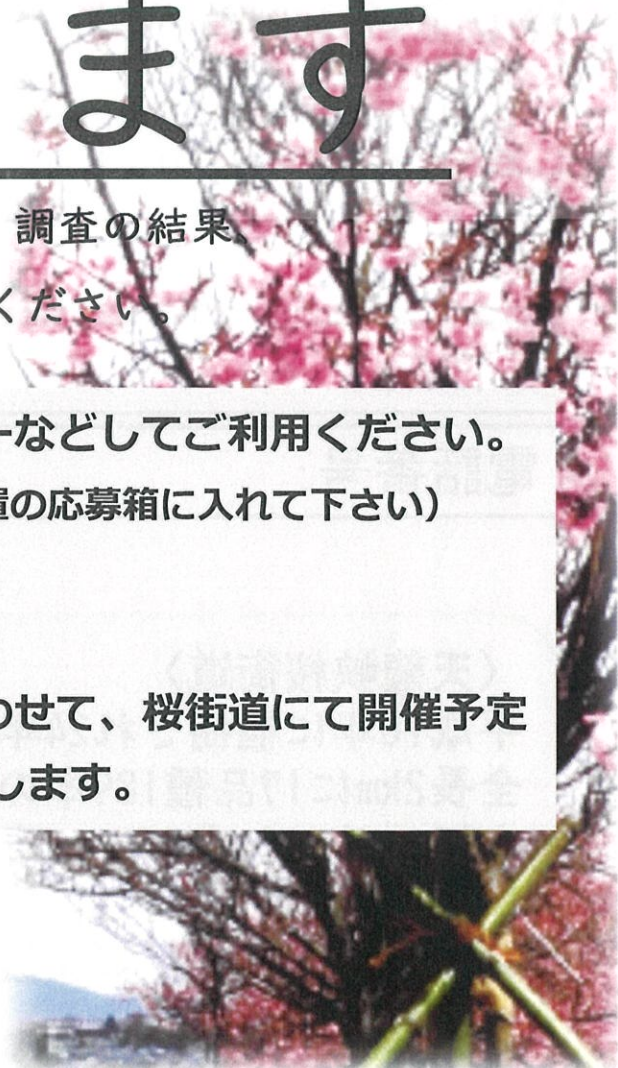 ます
調査の結果、
ください。
ーなどしてご利用ください。
置の応募箱に入れて下さい）
わせて、桜街道にて開催予定
します。